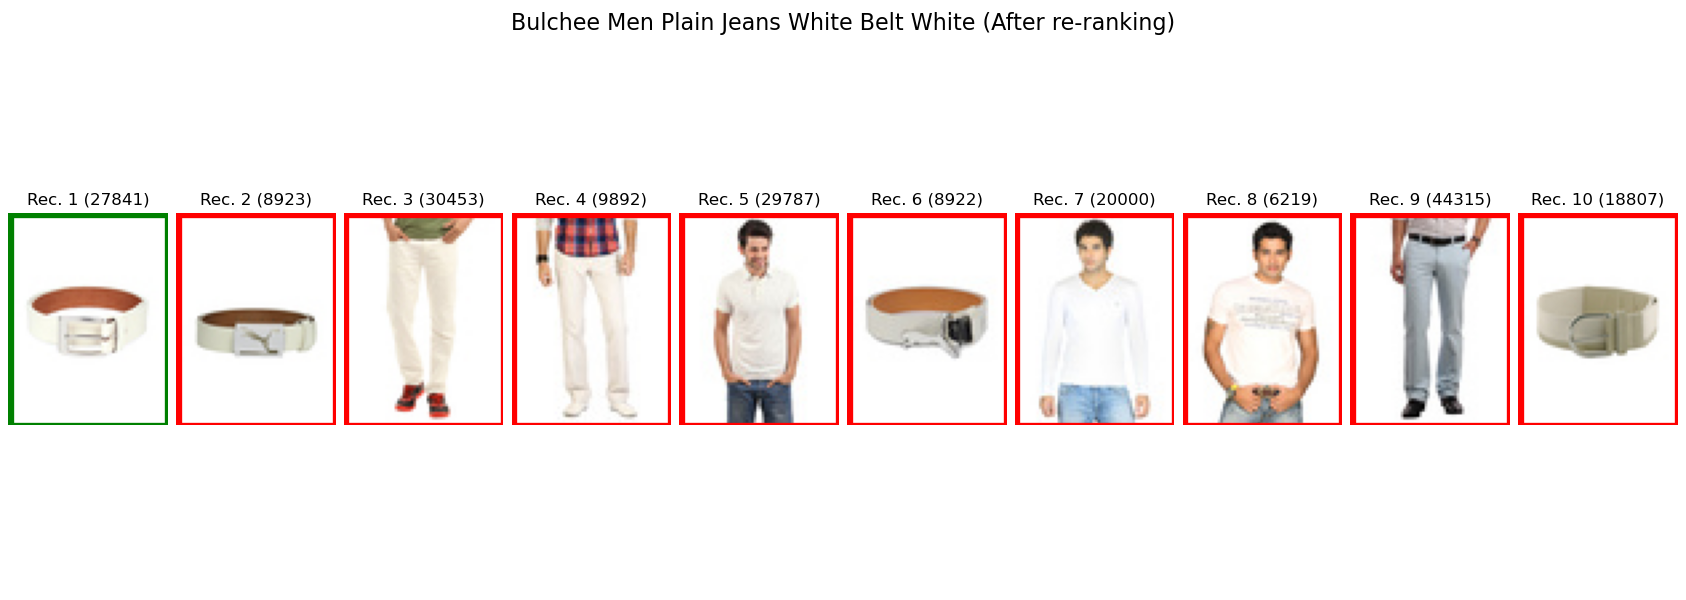 Bulchee Men Plain Jeans White Belt White (After re-ranking)
Rec. 1 (27841) Rec. 2 (8923) Rec. 3 (30453) Rec. 4 (9892) Rec. 5 (29787) Rec. 6 (8922) Rec. 7 (20000) Rec. 8 (6219) Rec. 9 (44315) Rec. 10 (18807)